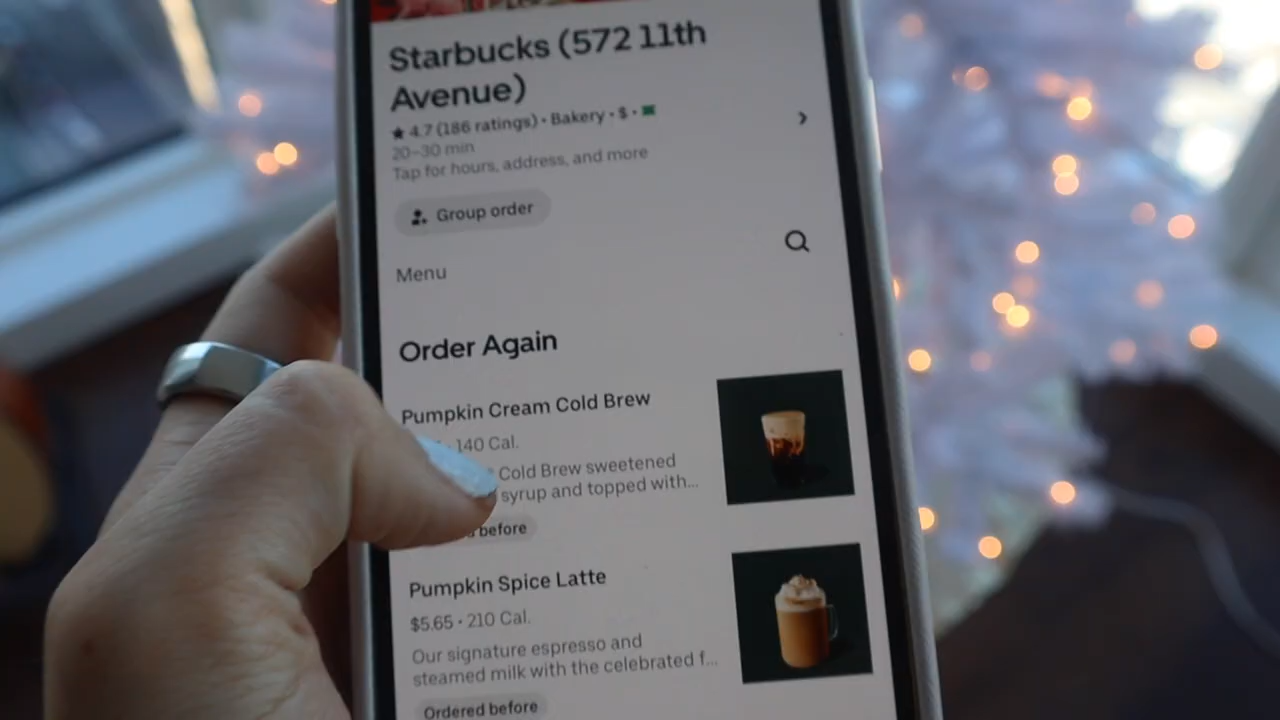 Starbucks (572 11th
Avenue)
★ 4.7 (186 ratings) • Bakery • $ •
20–30 min
Tap for hours, address, and more
Group order
Menu
Order Again
Pumpkin Cream Cold Brew
• 140 Cal.
Cold Brew sweetened
syrup and topped with...
before
Pumpkin Spice Latte
$5.65 • 210 Cal.
Our signature espresso and
steamed milk with the celebrated f...
Ordered before